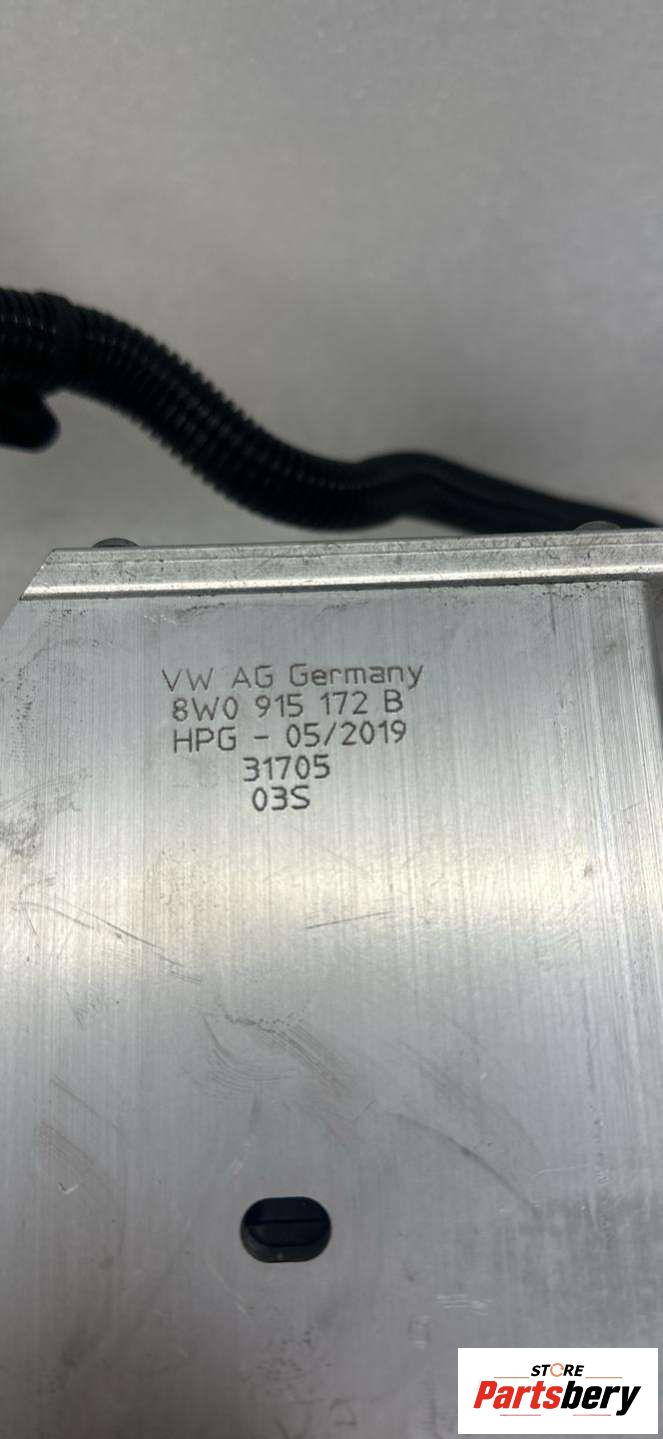 VW AG Germany
8W0 915 172 B
HPG - 05/2019
31705
03S
STORE
Partsbery